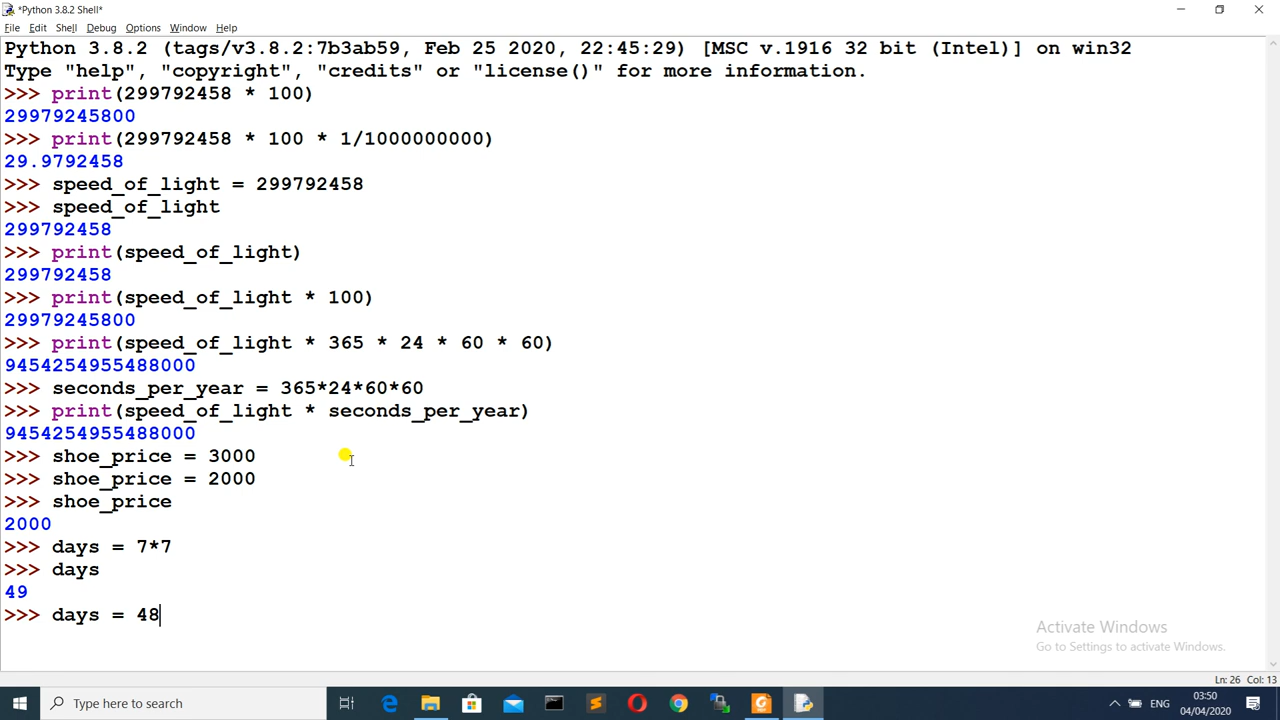 *Python 3.8.2 Shell*
File Edit Shell Debug Options Window Help
Python 3.8.2 (tags/v3.8.2:7b3ab59, Feb 25 2020, 22:45:29) [MSC v.1916 32 bit (Intel)] on win32
Type "help", "copyright", "credits" or "license()" for more information.
>>> print(299792458 * 100)
29979245800
>>> print(299792458 * 100 * 1/1000000000)
29.9792458
>>> speed_of_light = 299792458
>>> speed_of_light
299792458
>>> print(speed_of_light)
299792458
>>> print(speed_of_light * 100)
29979245800
>>> print(speed_of_light * 365 * 24 * 60 * 60)
9454254955488000
>>> seconds_per_year = 365*24*60*60
>>> print(speed_of_light * seconds_per_year)
9454254955488000
>>> shoe_price = 3000
>>> shoe_price = 2000
>>> shoe_price
2000
>>> days = 7*7
>>> days
49
>>> days = 48
Activate Windows
Go to Settings to activate Windows.
Ln: 26 Col: 13
Type here to search
ENG
03:50
04/04/2020